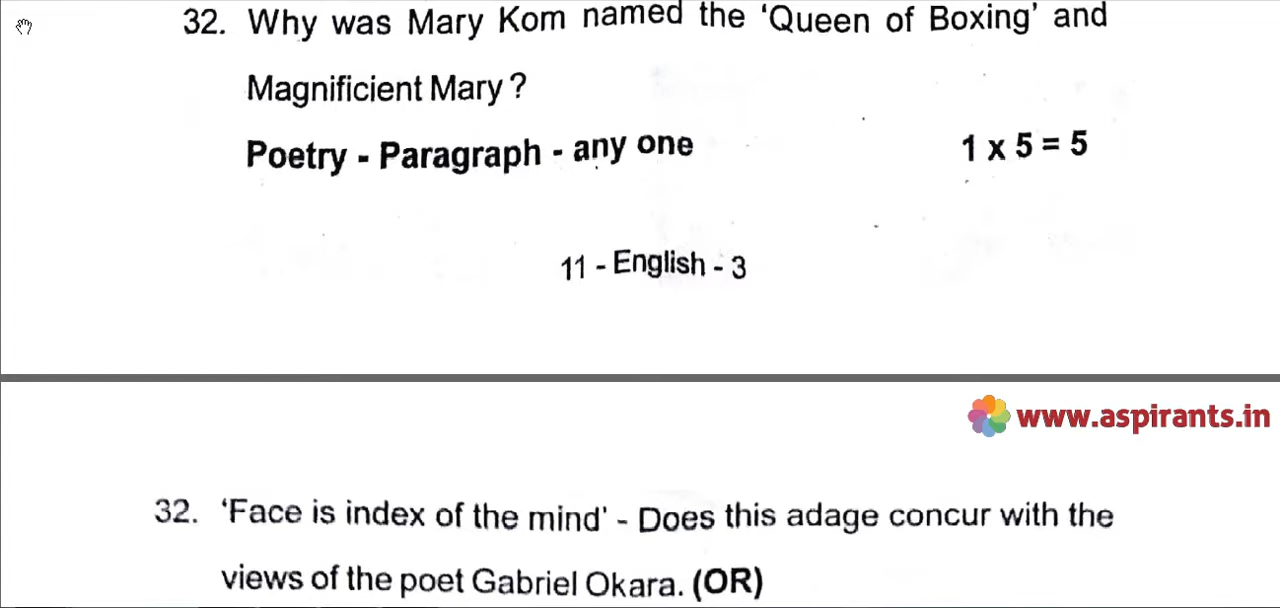 32. Why was Mary Kom named the ‘Queen of Boxing’ and
Magnificient Mary ?
Poetry - Paragraph - any one 1 x 5 = 5
11 - English - 3
www.aspirants.in
32. ‘Face is index of the mind' - Does this adage concur with the
views of the poet Gabriel Okara. (OR)